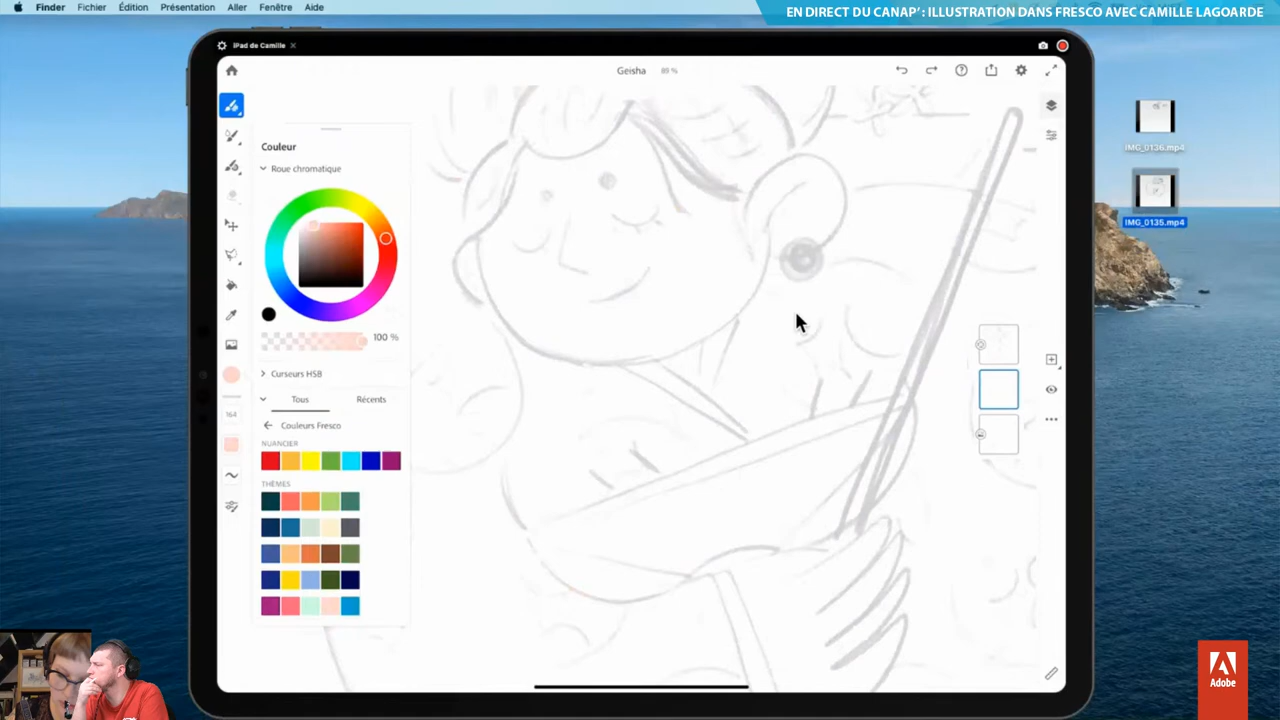 Finder Fichier Édition Présentation Aller Fenêtre Aide
EN DIRECT DU CANAP' : ILLUSTRATION DANS FRESCO AVEC CAMILLE LAGOARDE
iPad de Camille
Geisha 89 %
Couleur
Roue chromatique
100 %
Curseurs HSB
Tous Récents
Couleurs Fresco
NUANCIER
THÈMES
164
IMG_0136.mp4
IMG_0135.mp4
Adobe